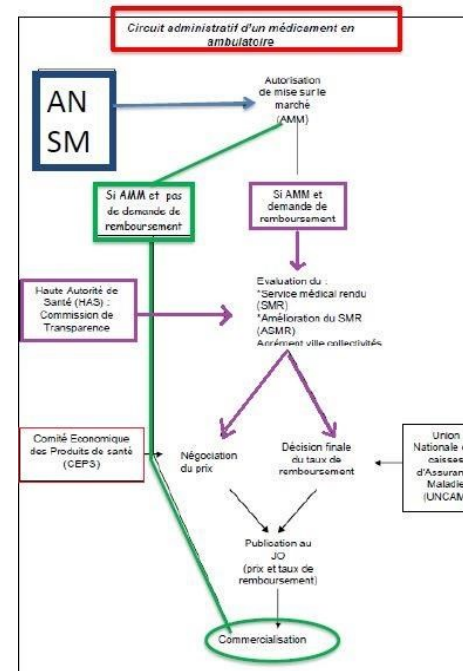 Circuit administratif d'un médicament en
ambulatoire
AN
SM
Autorisation
de mise sur le
marché
(AMM)
Si AMM et pas
de demande de
remboursement
Si AMM et
demande de
remboursement
Haute Autorité de
Santé (HAS) :
Commission de
Transparence
Evaluation du :
*Service médical rendu
(SMR)
*Amélioration du SMR
(ASMR)
Agrément ville collectivités
Comité Economique
des Produits de santé
(CEPS)
Négociation
du prix
Décision finale
du taux de
remboursement
Union
Nationale
caisses
d'Assuran
Maladie
(UNCAM
Publication au
JO
(prix et taux de
remboursement)
Commercialisation